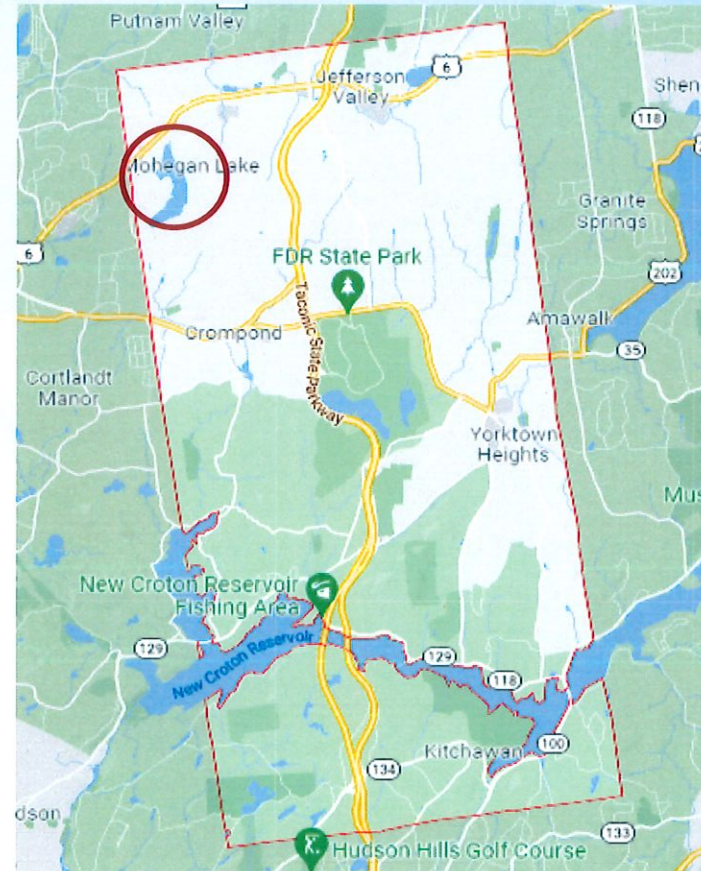 Putnam Valley
Jefferson
Valley
6
Shen
118
Mohegan Lake
Granite
Springs
6
FDR State Park
202
Taconic State Parkway
Amawalk
Crompond
35
Cortlandt
Manor
Yorktown
Heights
Mus
New Croton Reservoir
Fishing Area
129
New Croton Reservoir
129
118
Kitchawan
100
134
dson
133
Hudson Hills Golf Course